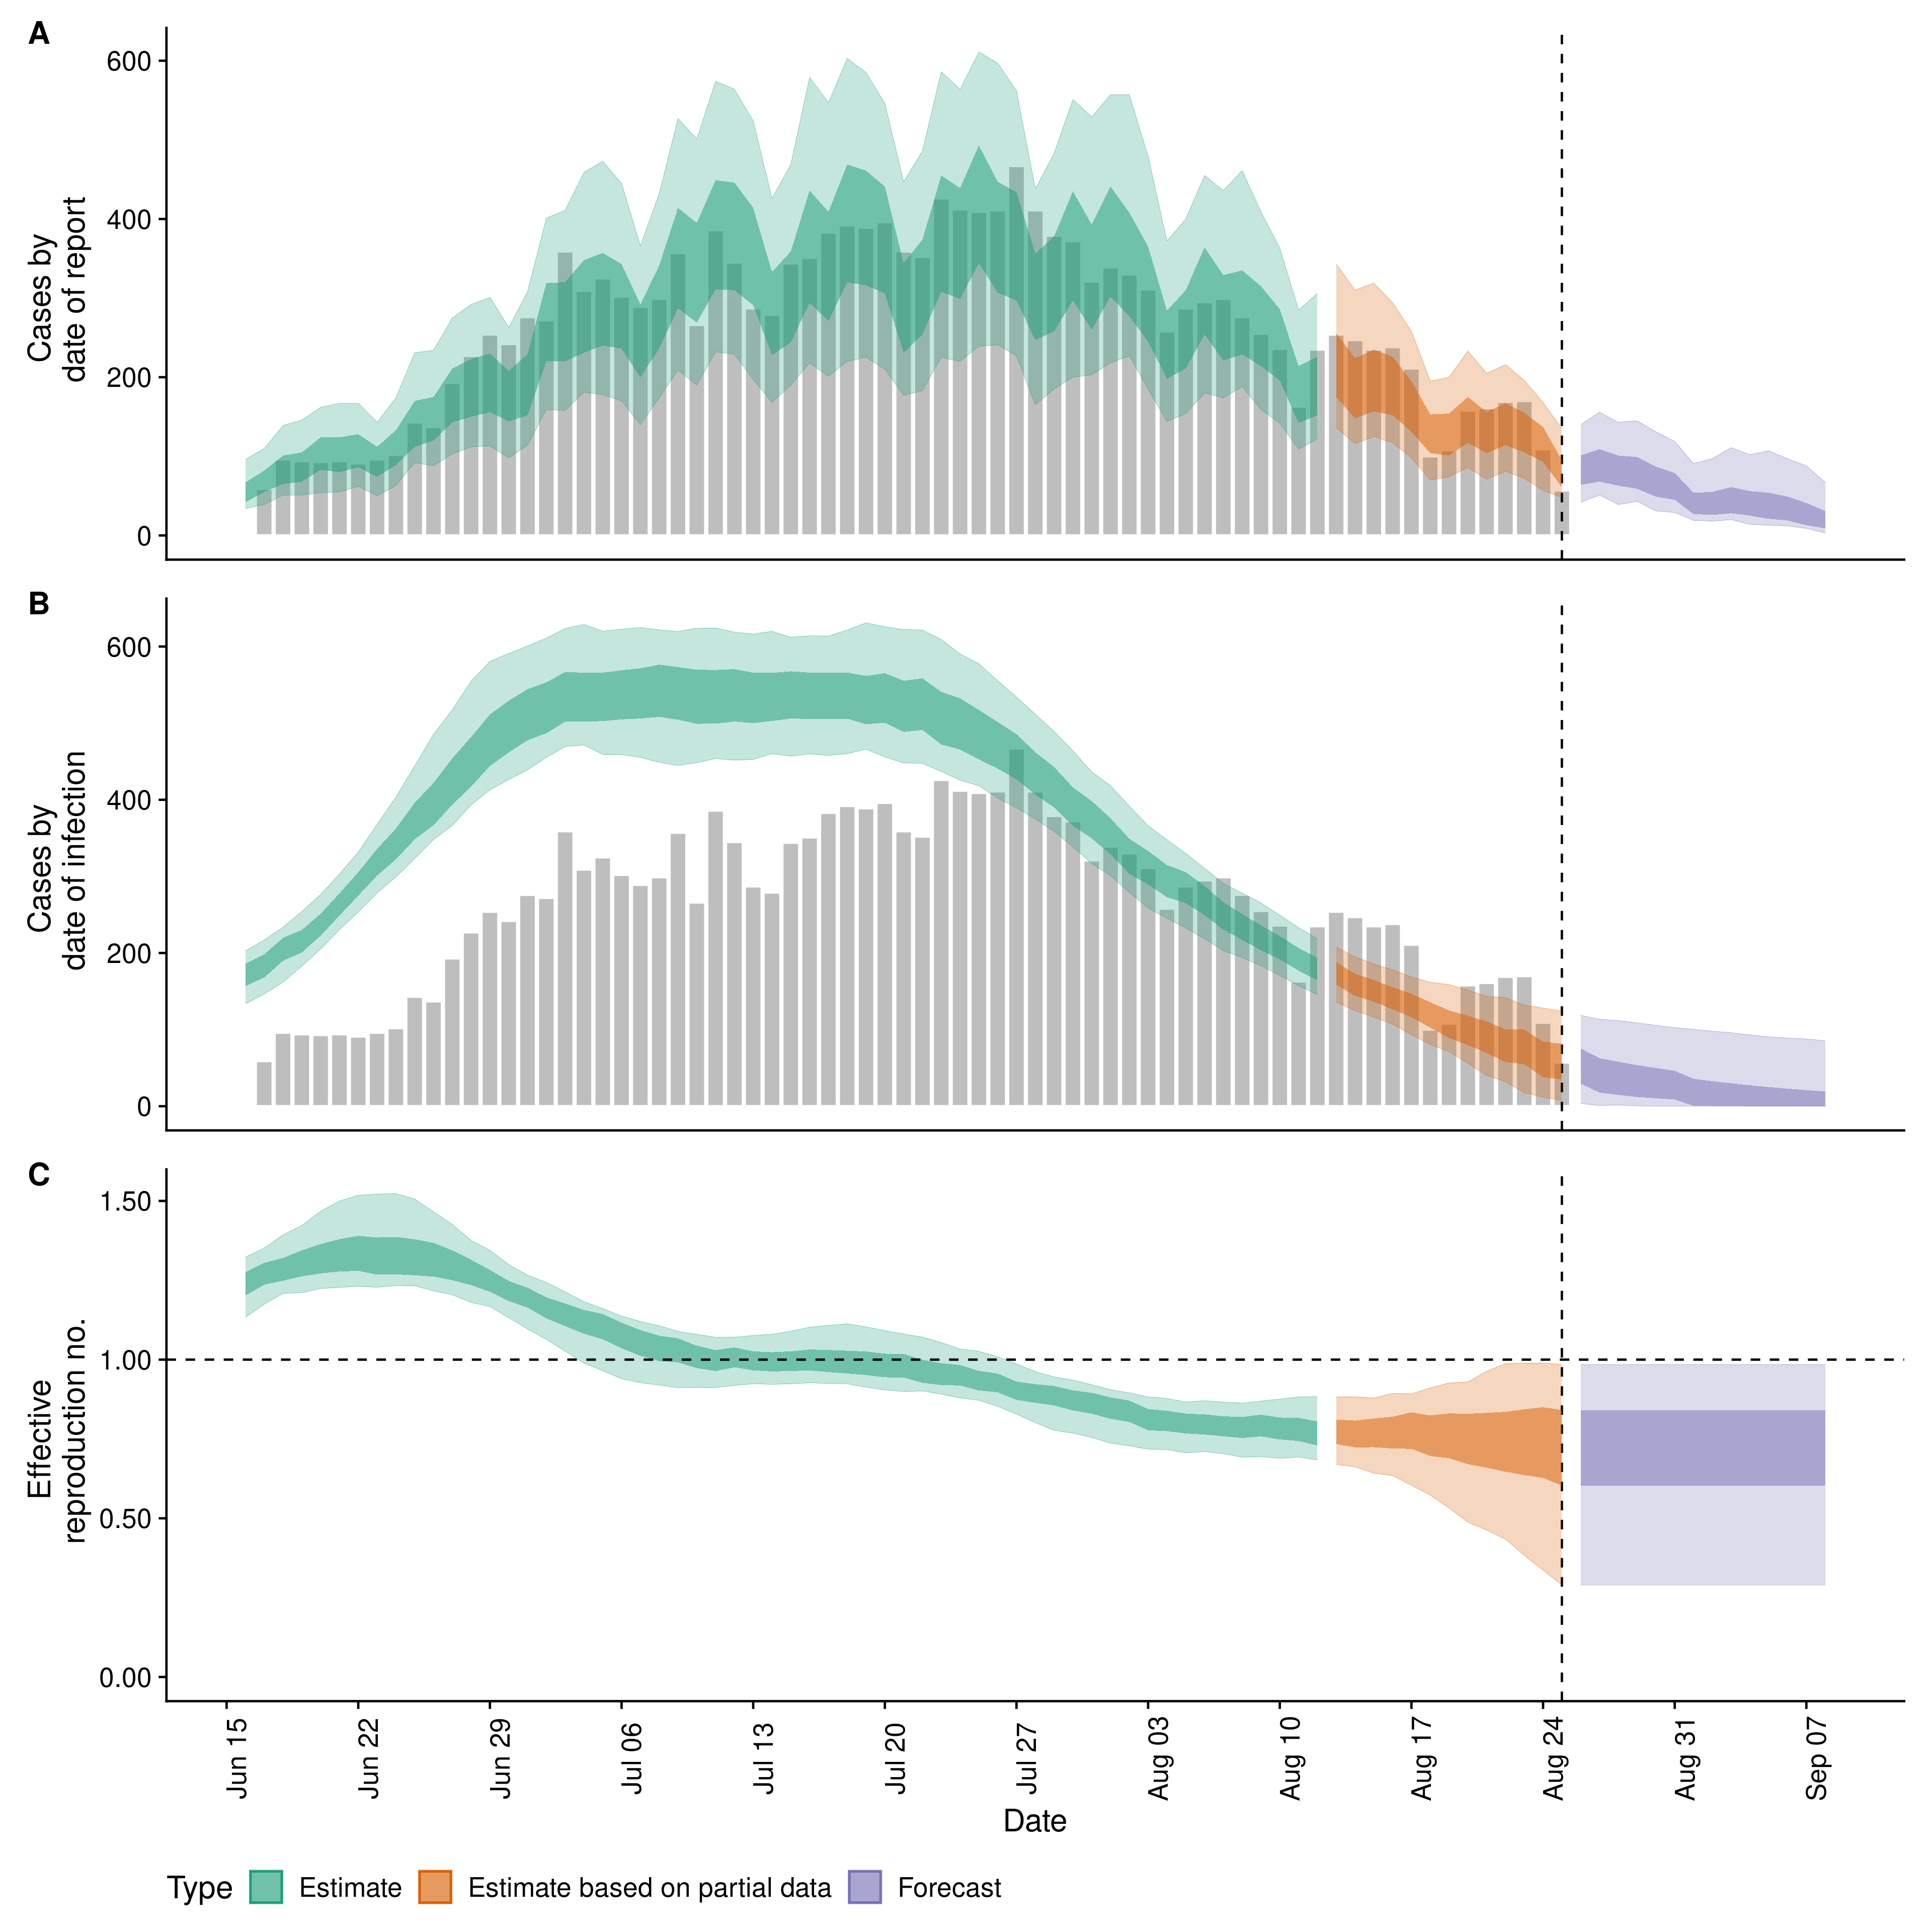 A
600
400
200
0
Cases by
date of report
B
600
400
200
0
Cases by
date of infection
C
1.50
1.00
0.50
0.00
Effective
reproduction no.
Jun 15
Jun 22
Jun 29
Jul 06
Jul 13
Jul 20
Jul 27
Aug 03
Aug 10
Aug 17
Aug 24
Aug 31
Sep 07
Date
Type Estimate Estimate based on partial data Forecast